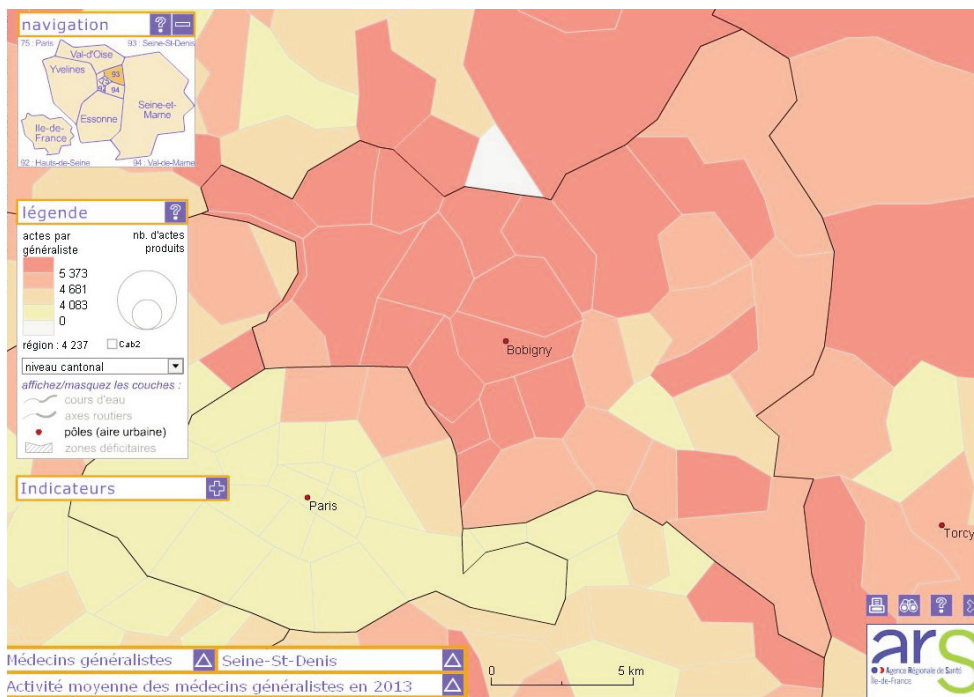 navigation
?
75 : Paris 93 : Seine-St-Denis
Val-d'Oise
Yvelines
93
75
92
94
Seine-et-
Marne
Essonne
Ile-de-
France
92 : Hauts-de-Seine 94 : Val-de-Marne
légende
?
actes par
généraliste
nb. d'actes
produits
5 373
4 681
4 083
0
région : 4 237
Cab2
niveau cantonal
affichez/masquez les couches :
cours d'eau
axes routiers
pôles (aire urbaine)
zones déficitaires
Indicateurs
Bobigny
Paris
Torcy
Médecins généralistes
Seine-St-Denis
Activité moyenne des médecins généralistes en 2013
0 5 km
?
ars
Agence Régionale de Santé
Île-de-France